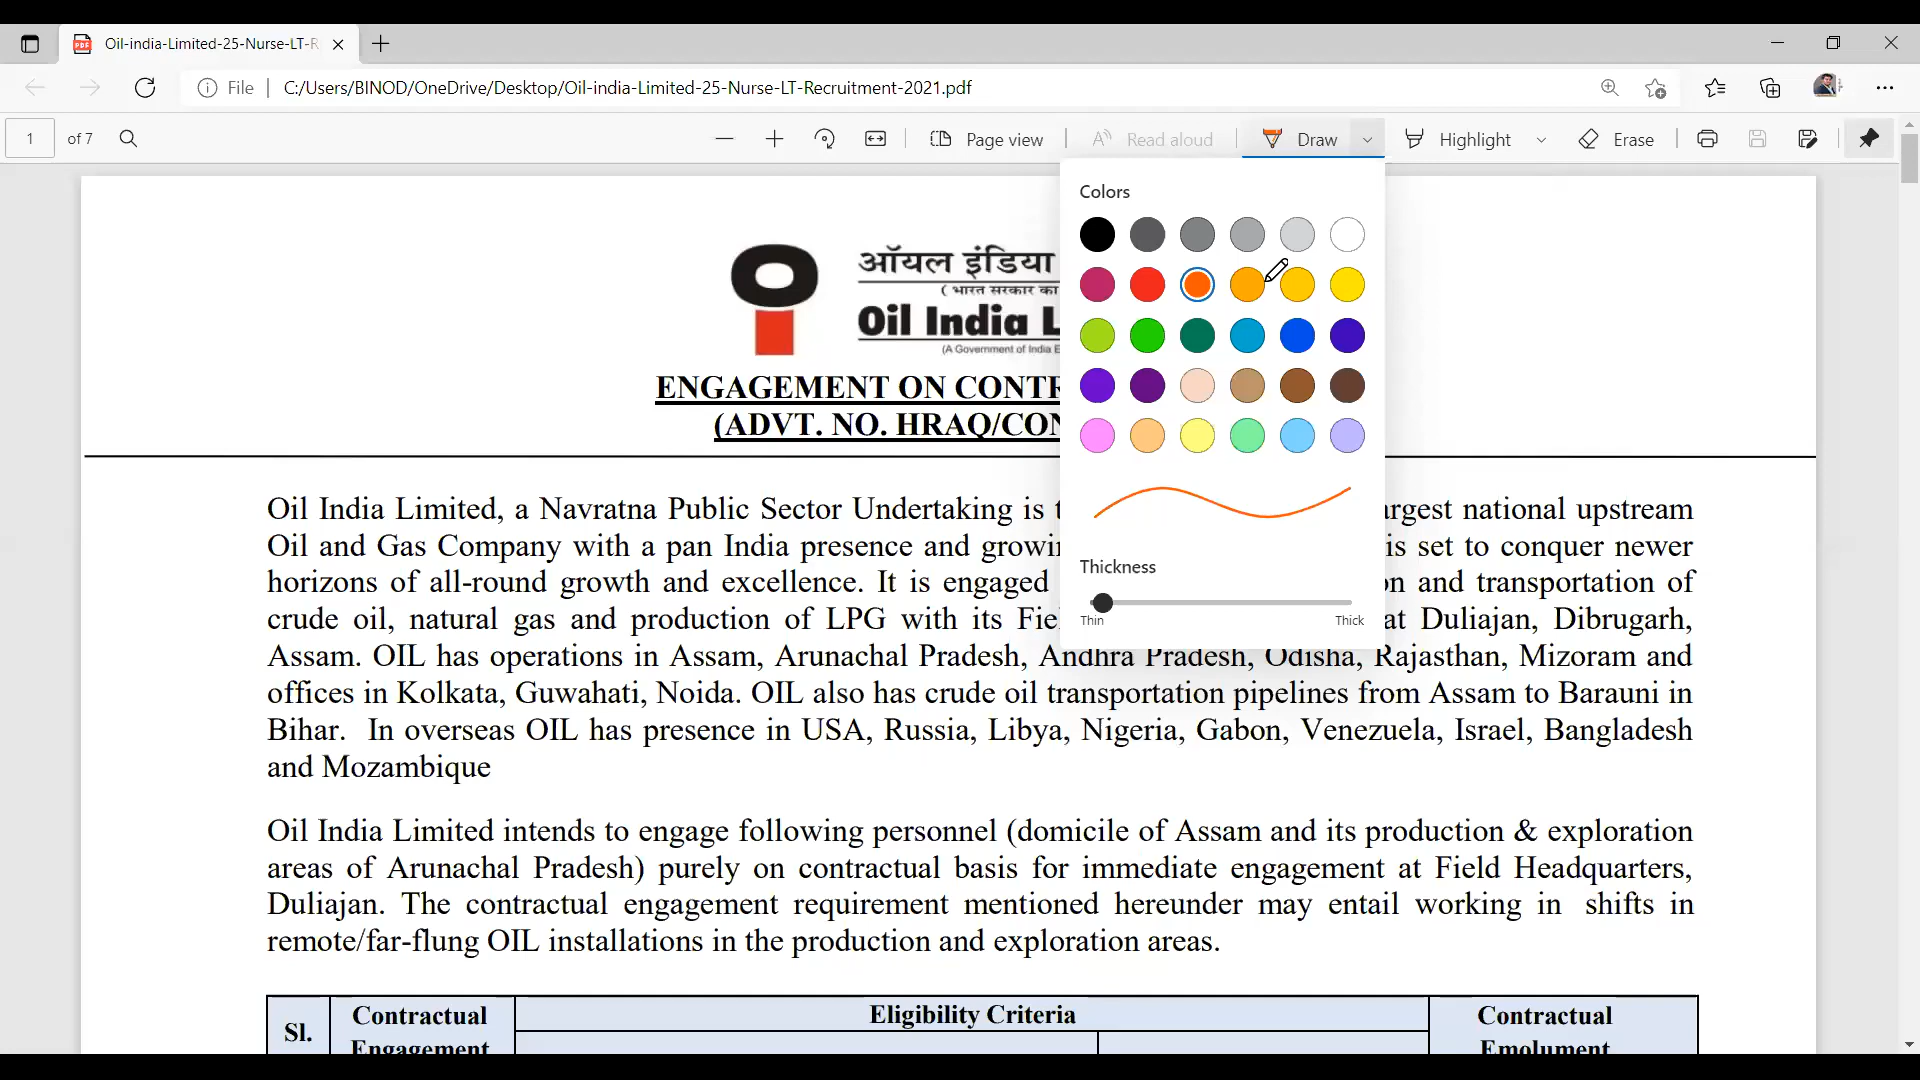 Oil-india-Limited-25-Nurse-LT-R
File
C:/Users/BINOD/OneDrive/Desktop/Oil-india-Limited-25-Nurse-LT-Recruitment-2021.pdf
1 of 7
Page view
Read aloud
Draw
Highlight
Erase
Colors
Thickness
Thin Thick
ऑयल इंडिया
( भारत सरकार का
Oil India L
(A Government of India E
ENGAGEMENT ON CONTR
(ADVT. NO. HRAQ/CON
Oil India Limited, a Navratna Public Sector Undertaking is t argest national upstream
Oil and Gas Company with a pan India presence and growi is set to conquer newer
horizons of all-round growth and excellence. It is engaged on and transportation of
crude oil, natural gas and production of LPG with its Fie at Duliajan, Dibrugarh,
Assam. OIL has operations in Assam, Arunachal Pradesh, Andhra Pradesh, Odisha, Rajasthan, Mizoram and
offices in Kolkata, Guwahati, Noida. OIL also has crude oil transportation pipelines from Assam to Barauni in
Bihar. In overseas OIL has presence in USA, Russia, Libya, Nigeria, Gabon, Venezuela, Israel, Bangladesh
and Mozambique
Oil India Limited intends to engage following personnel (domicile of Assam and its production & exploration
areas of Arunachal Pradesh) purely on contractual basis for immediate engagement at Field Headquarters,
Duliajan. The contractual engagement requirement mentioned hereunder may entail working in shifts in
remote/far-flung OIL installations in the production and exploration areas.
Sl.
Contractual
Engagement
Eligibility Criteria
Contractual
Emolument